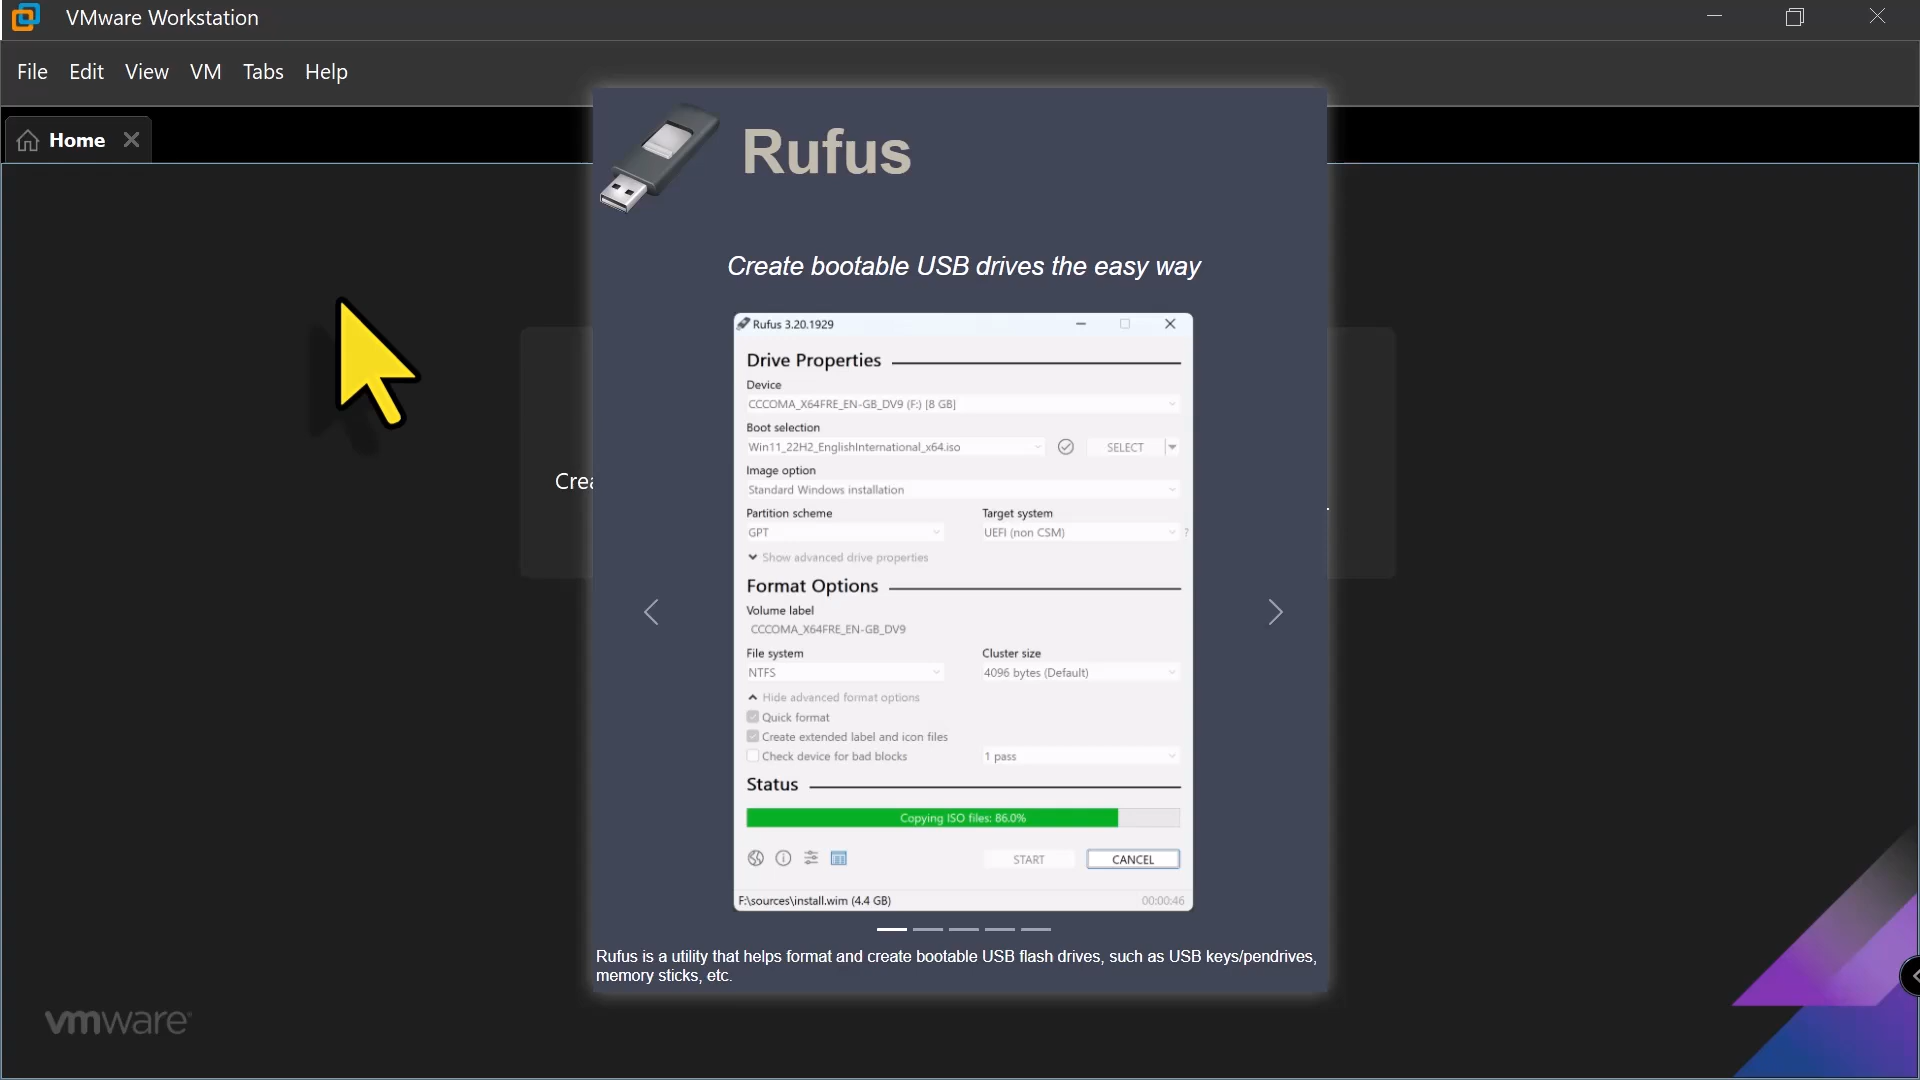 VMware Workstation
File Edit View VM Tabs Help
Home
Rufus
Create bootable USB drives the easy way
Rufus 3.20.1929
Drive Properties
Device
CCCOMA_X64FRE_EN-GB_DV9 (F:) [8 GB]
Boot selection
Win11_22H2_EnglishInternational_x64.iso SELECT
Image option
Standard Windows installation
Partition scheme Target system
GPT UEFI (non CSM) ?
Show advanced drive properties
Format Options
Volume label
CCCOMA_X64FRE_EN-GB_DV9
File system Cluster size
NTFS 4096 bytes (Default)
Hide advanced format options
Quick format
Create extended label and icon files
Check device for bad blocks 1 pass
Status
Copying ISO files: 86.0%
START CANCEL
F:\sources\install.wim (4.4 GB) 00:00:46
Crea
Rufus is a utility that helps format and create bootable USB flash drives, such as USB keys/pendrives,
memory sticks, etc.
vmware